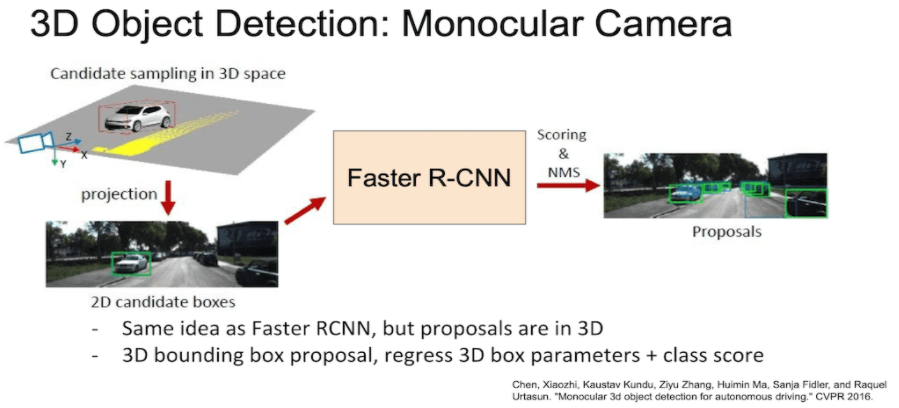 3D Object Detection: Monocular Camera
Candidate sampling in 3D space
Z
X
Y
projection
2D candidate boxes
Faster R-CNN
Scoring
&
NMS
Proposals
- Same idea as Faster RCNN, but proposals are in 3D
- 3D bounding box proposal, regress 3D box parameters + class score
Chen, Xiaozhi, Kaustav Kundu, Ziyu Zhang, Huimin Ma, Sanja Fidler, and Raquel
Urtasun. "Monocular 3d object detection for autonomous driving." CVPR 2016.